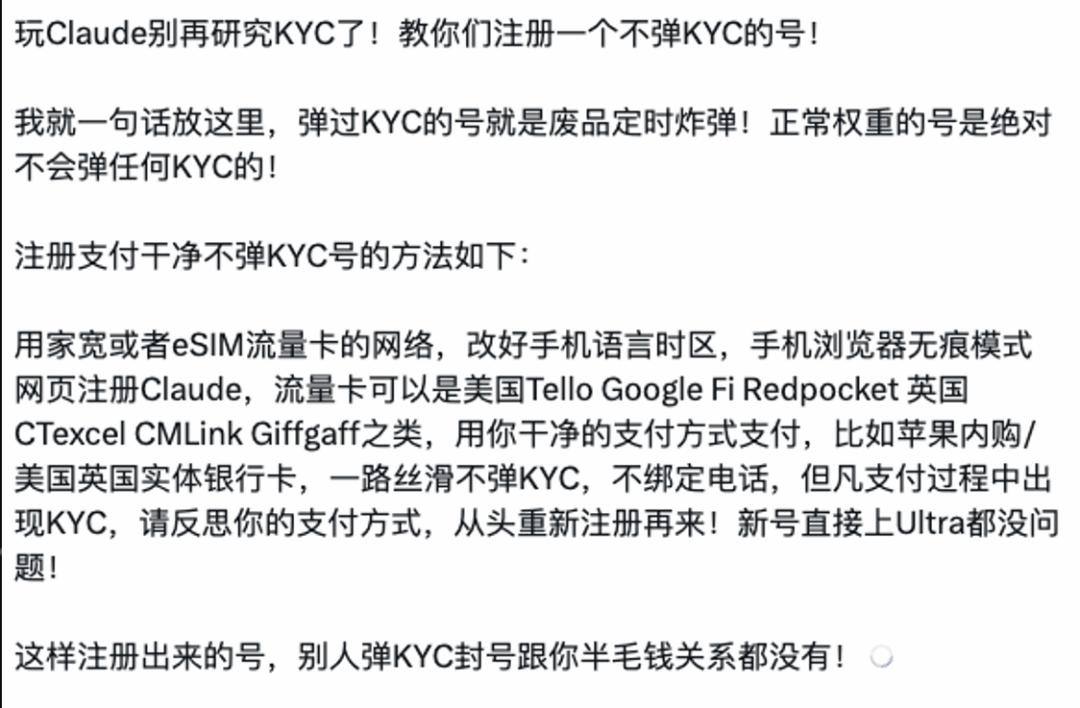 玩Claude别再研究KYC了！教你们注册一个不弹KYC的号！
我就一句话放这里，弹过KYC的号就是废品定时炸弹！正常权重的号是绝对
不会弹任何KYC的！
注册支付干净不弹KYC号的方法如下：
用家宽或者eSIM流量卡的网络，改好手机语言时区，手机浏览器无痕模式
网页注册Claude，流量卡可以是美国Tello Google Fi Redpocket 英国
CTexcel CMLink Giffgaff之类，用你干净的支付方式支付，比如苹果内购/
美国英国实体银行卡，一路丝滑不弹KYC，不绑定电话，但凡支付过程中出
现KYC，请反思你的支付方式，从头重新注册再来！新号直接上Ultra都没问
题！
这样注册出来的号，别人弹KYC封号跟你半毛钱关系都没有！